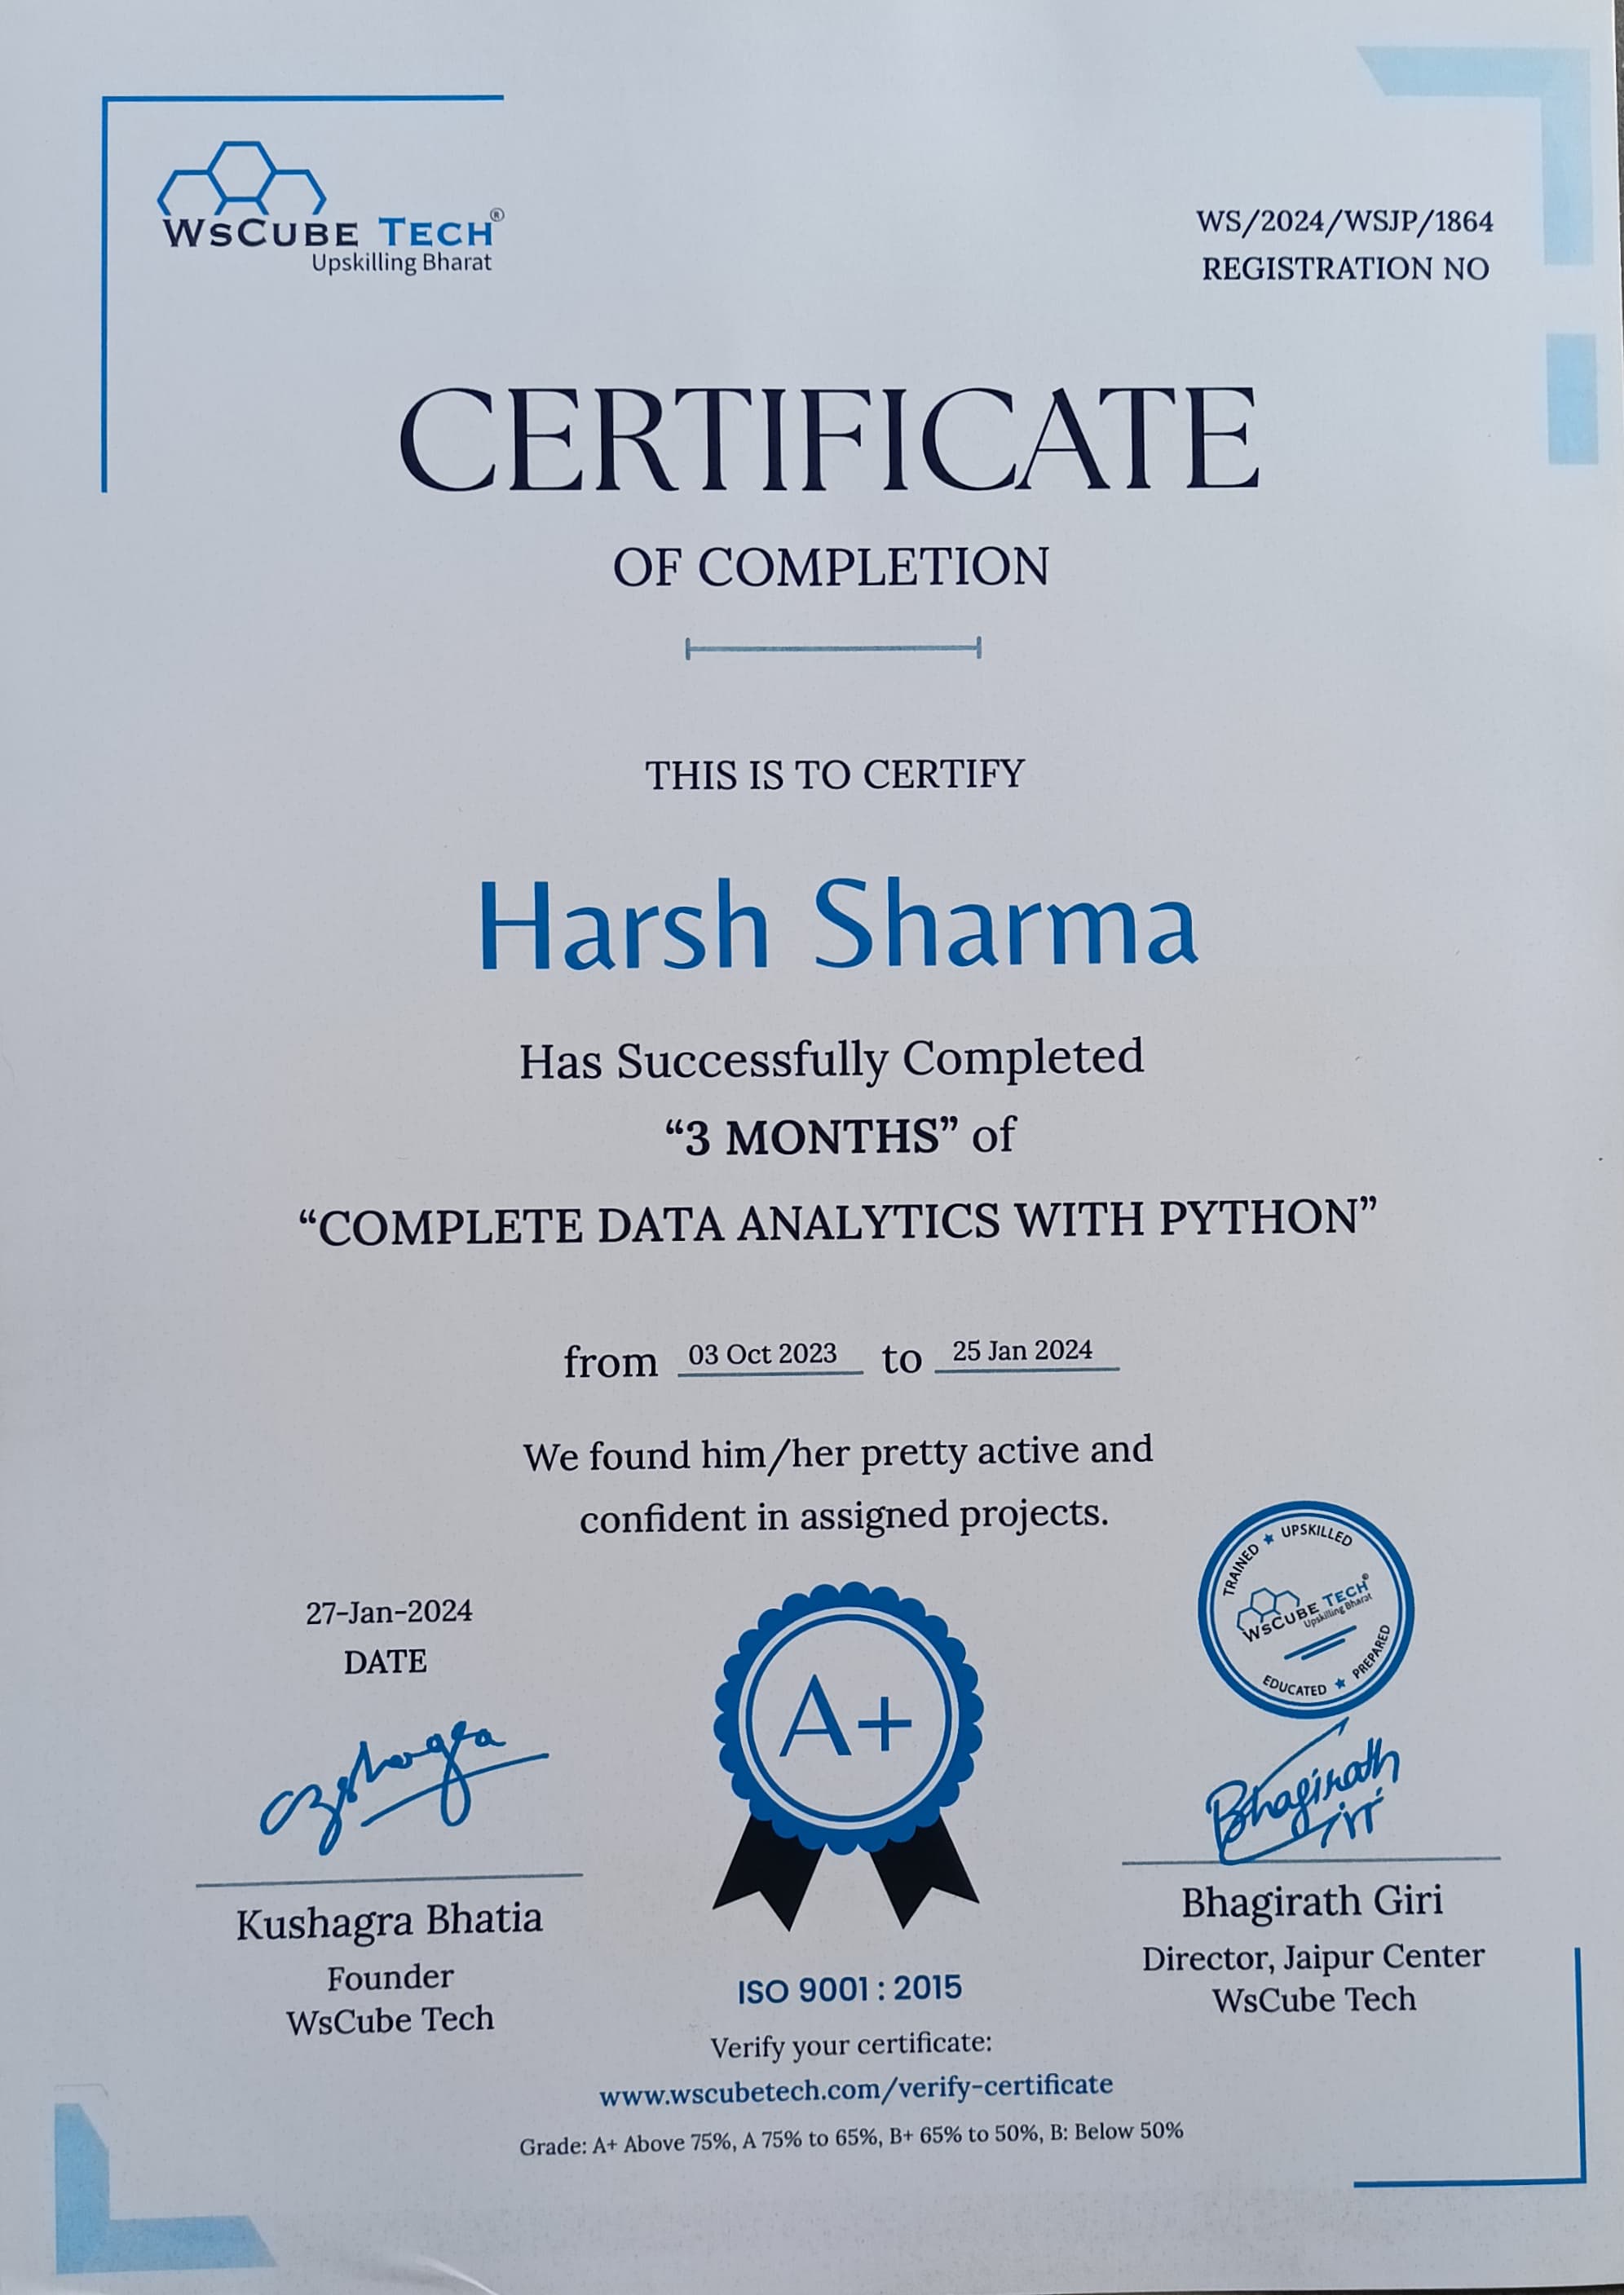 WsCube Tech®
Upskilling Bharat
WS/2024/WSJP/1864
REGISTRATION NO
CERTIFICATE
OF COMPLETION
THIS IS TO CERTIFY
Harsh Sharma
Has Successfully Completed
“3 MONTHS” of
“COMPLETE DATA ANALYTICS WITH PYTHON”
from 03 Oct 2023 to 25 Jan 2024
We found him/her pretty active and
confident in assigned projects.
TRAINED ★ UPSKILLED
WsCube Tech®
Upskilling Bharat
EDUCATED ★ PREPARED
27-Jan-2024
DATE
A+
Bhagirath
Kushagra Bhatia
Founder
WsCube Tech
Bhagirath Giri
Director, Jaipur Center
WsCube Tech
ISO 9001 : 2015
Verify your certificate:
www.wscubetech.com/verify-certificate
Grade: A+ Above 75%, A 75% to 65%, B+ 65% to 50%, B: Below 50%